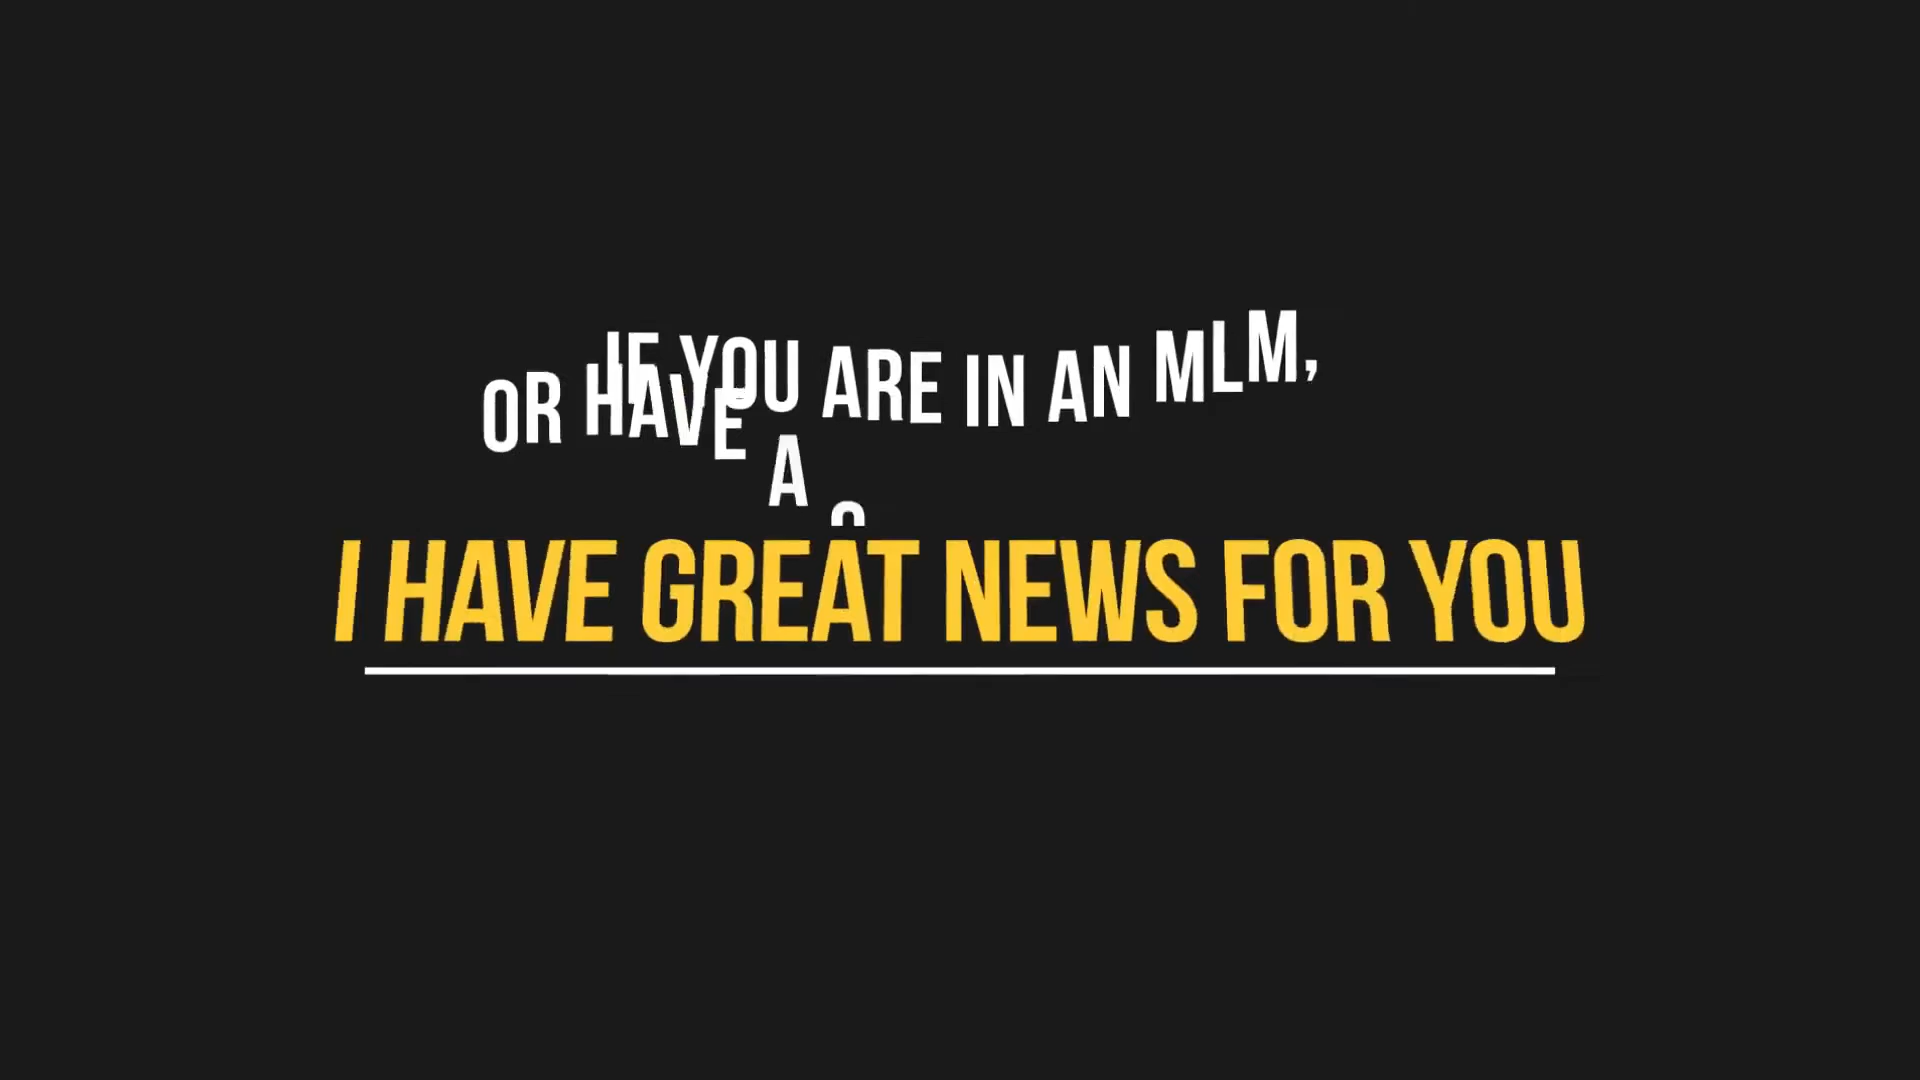 IF YOU ARE IN AN MLM,
OR HAVE A
I HAVE GREAT NEWS FOR YOU